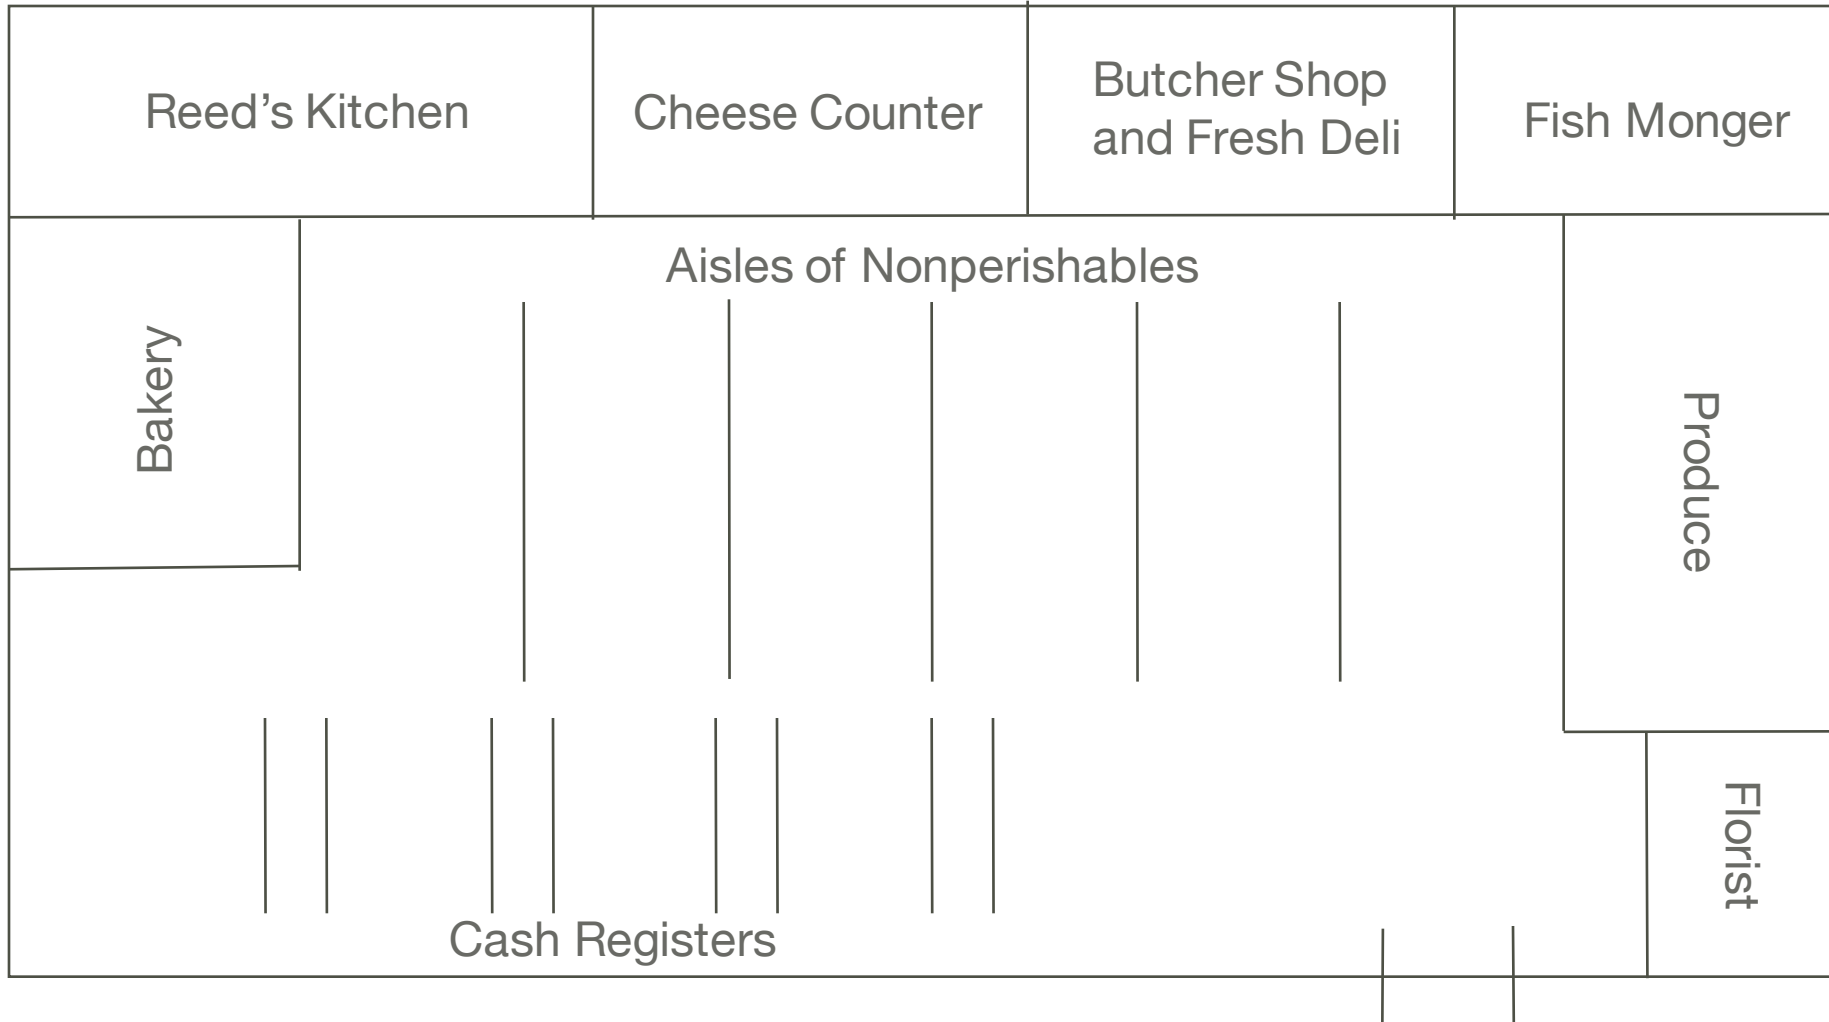 Reed's Kitchen
Cheese Counter
Butcher Shop
and Fresh Deli
Fish Monger
Aisles of Nonperishables
Bakery
Produce
Florist
Cash Registers